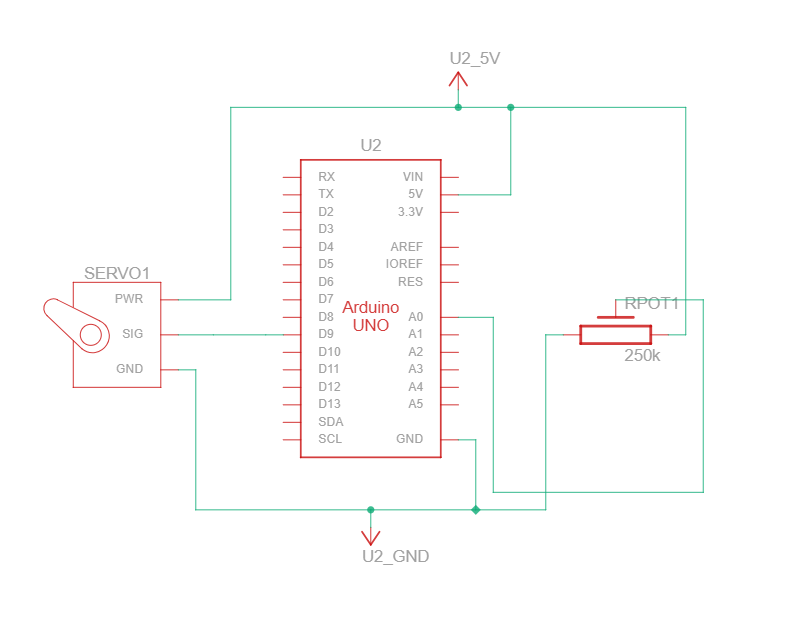 U2_5V
U2
RX
TX
D2
D3
D4
D5
D6
D7
D8
D9
D10
D11
D12
D13
SDA
SCL
VIN
5V
3.3V
AREF
IOREF
RES
A0
A1
A2
A3
A4
A5
GND
Arduino
UNO
SERVO1
PWR
SIG
GND
RPOT1
250k
U2_GND